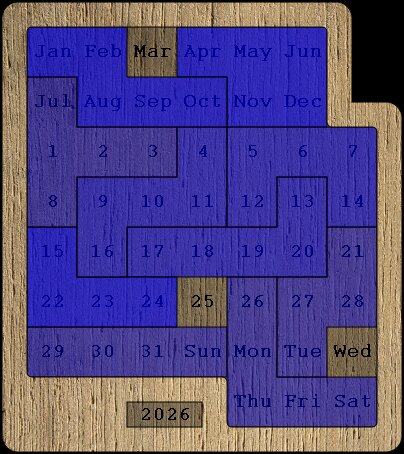 Jan Feb Mar Apr May Jun
Jul Aug Sep Oct Nov Dec
1 2 3 4 5 6 7
8 9 10 11 12 13 14
15 16 17 18 19 20 21
22 23 24 25 26 27 28
29 30 31 Sun Mon Tue Wed
Thu Fri Sat
2026